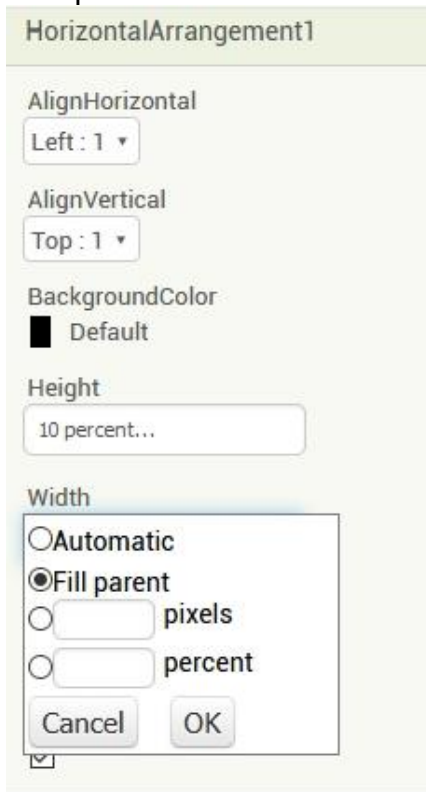 HorizontalArrangement1
AlignHorizontal
Left : 1
AlignVertical
Top : 1
BackgroundColor
Default
Height
10 percent...
Width
Automatic
Fill parent
pixels
percent
Cancel OK